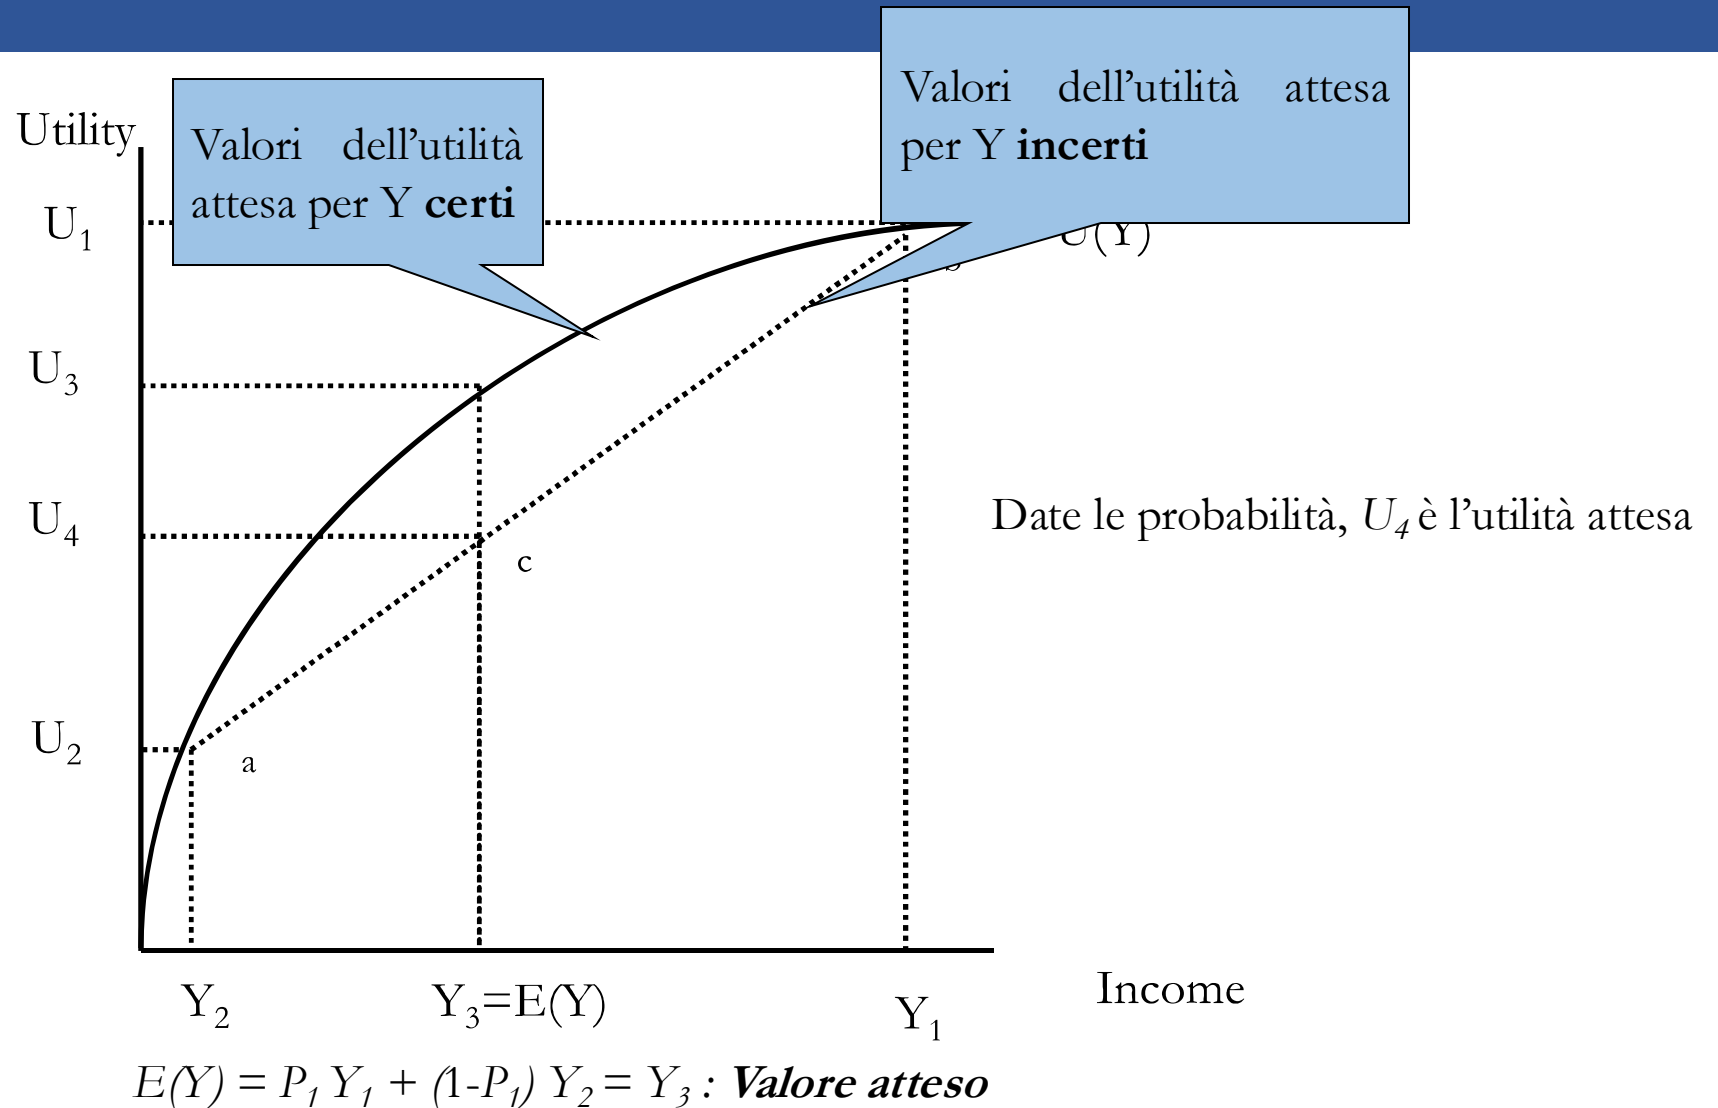 Valori dell’utilità attesa
per Y incerti
Utility
Valori dell’utilità
attesa per Y certi
U1
U(Y)
b
U3
U4
Date le probabilità, U4 è l’utilità attesa
c
U2
a
Y2
Y3=E(Y)
Y1
Income
E(Y) = P1 Y1 + (1-P1) Y2 = Y3 : Valore atteso